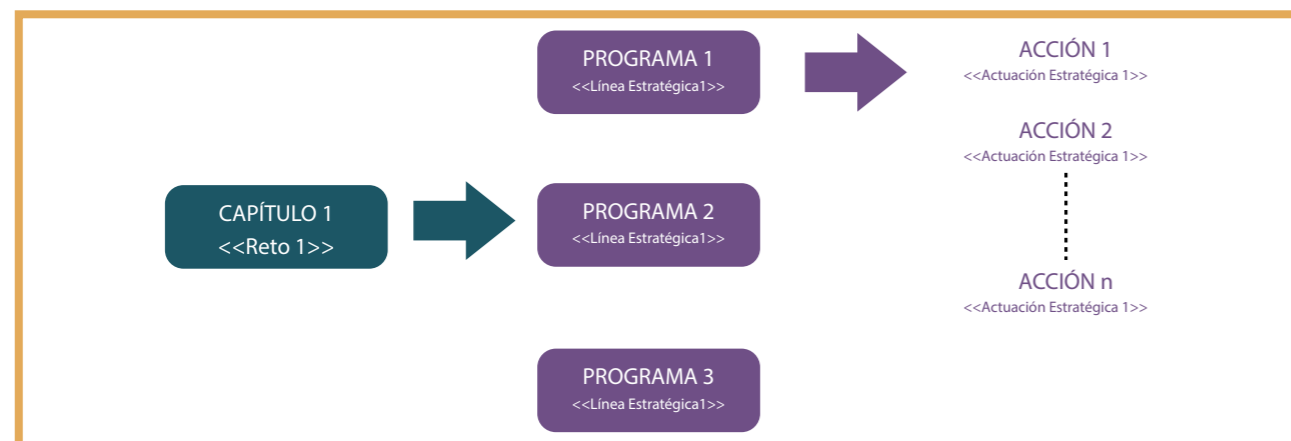 PROGRAMA 1
<<Línea Estratégica1>>
ACCIÓN 1
<<Actuación Estratégica 1>>
ACCIÓN 2
<<Actuación Estratégica 1>>
CAPÍTULO 1
<<Reto 1>>
PROGRAMA 2
<<Línea Estratégica1>>
ACCIÓN n
<<Actuación Estratégica 1>>
PROGRAMA 3
<<Línea Estratégica1>>